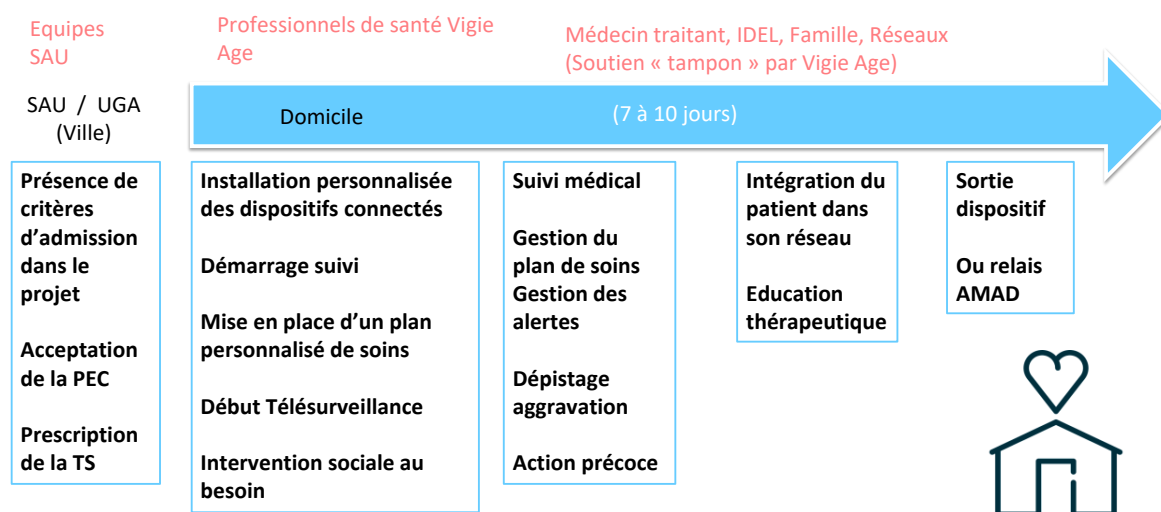 Equipes
SAU
Professionnels de santé Vigie
Age
Médecin traitant, IDEL, Famille, Réseaux
(Soutien « tampon » par Vigie Age)
SAU / UGA
(Ville)
Domicile
(7 à 10 jours)
Présence de
critères
d’admission
dans le
projet
Acceptation
de la PEC
Prescription
de la TS
Installation personnalisée
des dispositifs connectés
Démarrage suivi
Mise en place d’un plan
personnalisé de soins
Début Télésurveillance
Intervention sociale au
besoin
Suivi médical
Gestion du
plan de soins
Gestion des
alertes
Dépistage
aggravation
Action précoce
Intégration du
patient dans
son réseau
Education
thérapeutique
Sortie
dispositif
Ou relais
AMAD